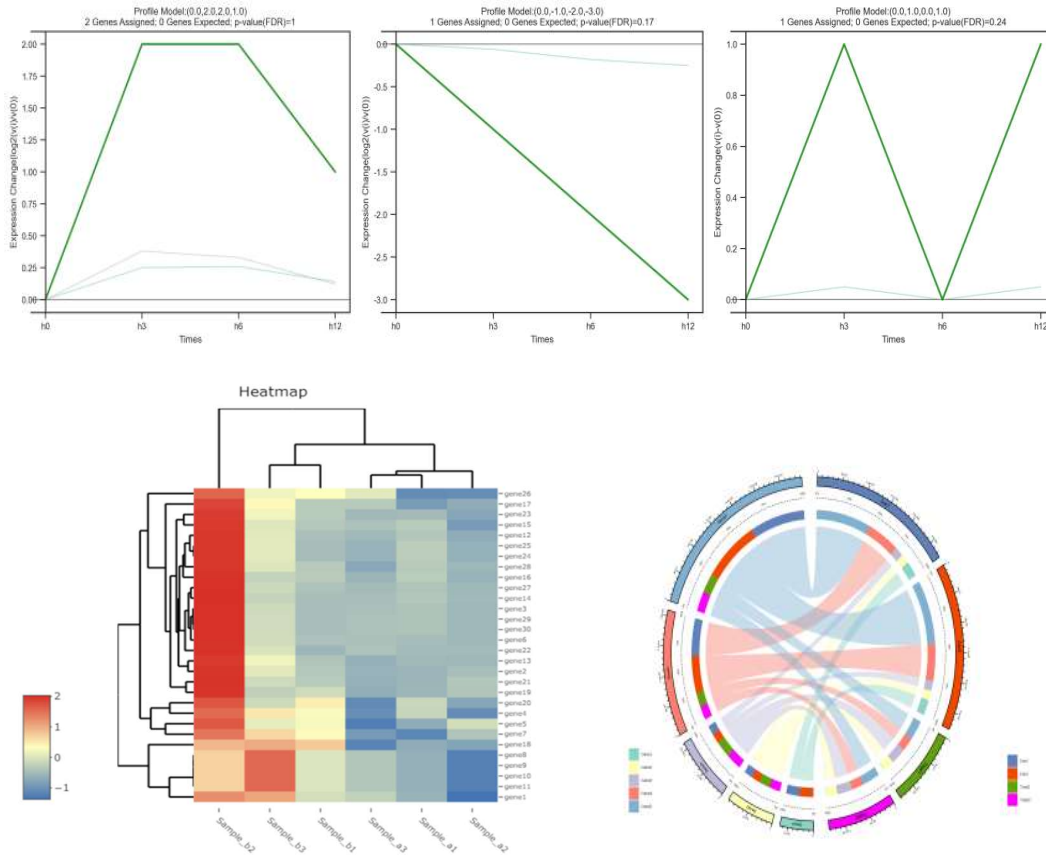 Profile Model:(0.0,2.0,2.0,1.0)
2 Genes Assigned; 0 Genes Expected; p-value(FDR)=1
Expression Change(log2(v(i)/v(0))
2.00
1.75
1.50
1.25
1.00
0.75
0.50
0.25
0.00
h0
h3
h6
h12
Times
Profile Model:(0.0,-1.0,-2.0,-3.0)
1 Genes Assigned; 0 Genes Expected; p-value(FDR)=0.17
Expression Change(log2(v(i)/v(0))
0.0
-0.5
-1.0
-1.5
-2.0
-2.5
-3.0
h0
h3
h6
h12
Times
Profile Model:(0.0,1.0,0.0,1.0)
1 Genes Assigned; 0 Genes Expected; p-value(FDR)=0.24
Expression Change(v(i)-v(0))
1.0
0.8
0.6
0.4
0.2
0.0
h0
h3
h6
h12
Times
Heatmap
gene26
gene17
gene23
gene15
gene12
gene25
gene24
gene28
gene16
gene27
gene14
gene3
gene29
gene30
gene6
gene22
gene13
gene2
gene21
gene19
gene20
gene4
gene5
gene7
gene18
gene8
gene9
gene10
gene11
gene1
2
1
0
−1
Sample_b2
Sample_b3
Sample_b1
Sample_a3
Sample_a1
Sample_a2